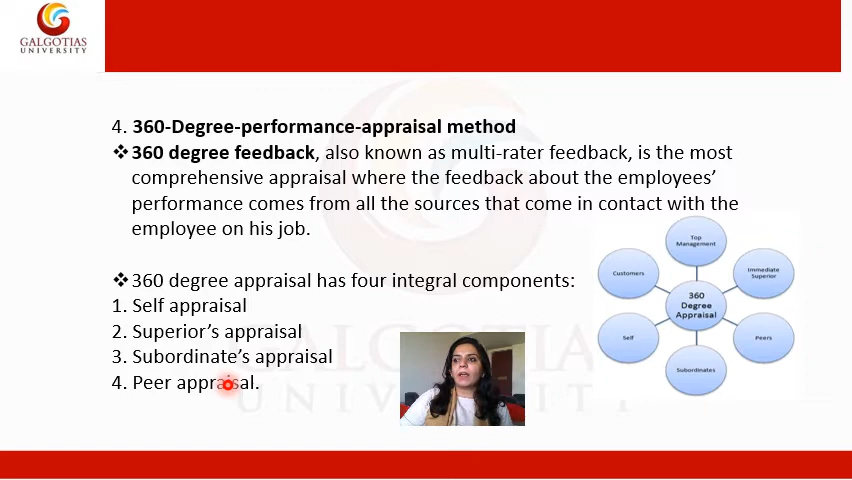 GALGOTIAS
UNIVERSITY
4. 360-Degree-performance-appraisal method
❖360 degree feedback, also known as multi-rater feedback, is the most
comprehensive appraisal where the feedback about the employees’
performance comes from all the sources that come in contact with the
employee on his job.
❖360 degree appraisal has four integral components:
1. Self appraisal
2. Superior’s appraisal
3. Subordinate’s appraisal
4. Peer appraisal.
Top
Management
Customers
Immediate
Superior
360
Degree
Appraisal
Self
Peers
Subordinates